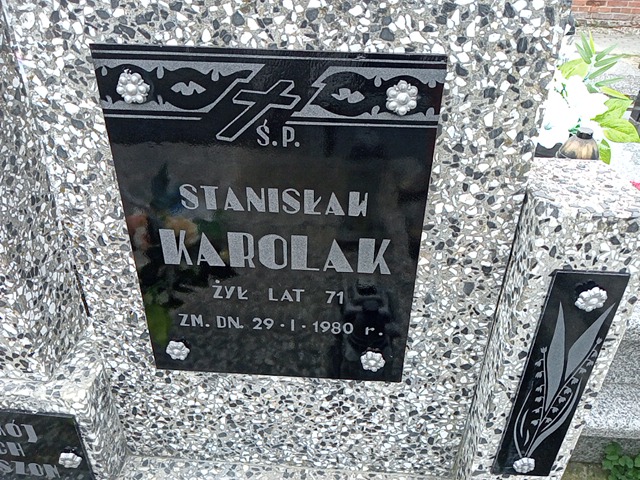 Ś.P.
STANISŁAW
KAROLAK
ŻYŁ LAT 71
ZM. DN. 29·I·1980 r.